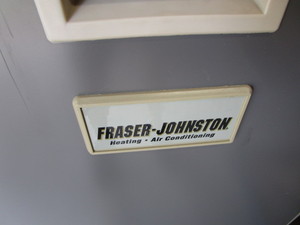 FRASER-JOHNSTON
Heating - Air Conditioning